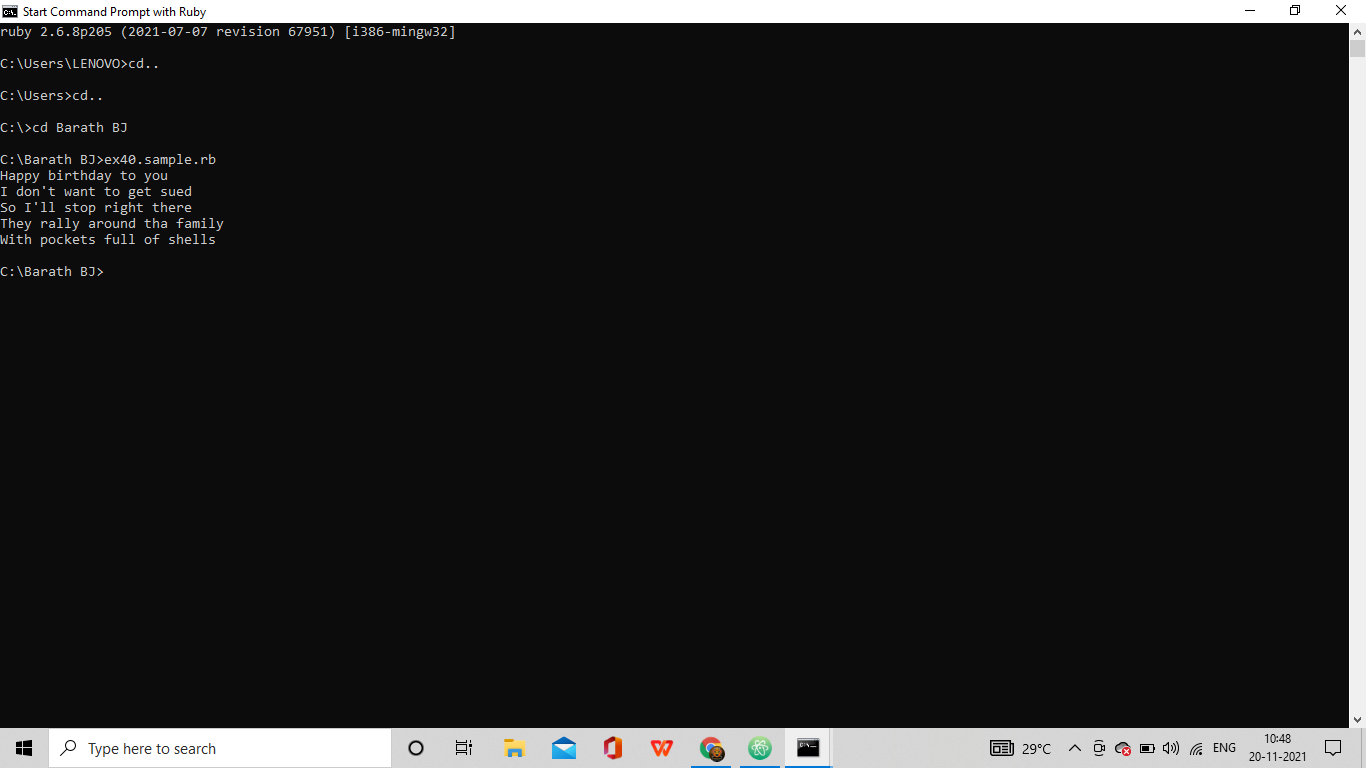 Start Command Prompt with Ruby
ruby 2.6.8p205 (2021-07-07 revision 67951) [i386-mingw32]
C:\Users\LENOVO>cd..
C:\Users>cd..
C:\>cd Barath BJ
C:\Barath BJ>ex40.sample.rb
Happy birthday to you
I don't want to get sued
So I'll stop right there
They rally around tha family
With pockets full of shells
C:\Barath BJ>
Type here to search
29°C
ENG
10:48
20-11-2021